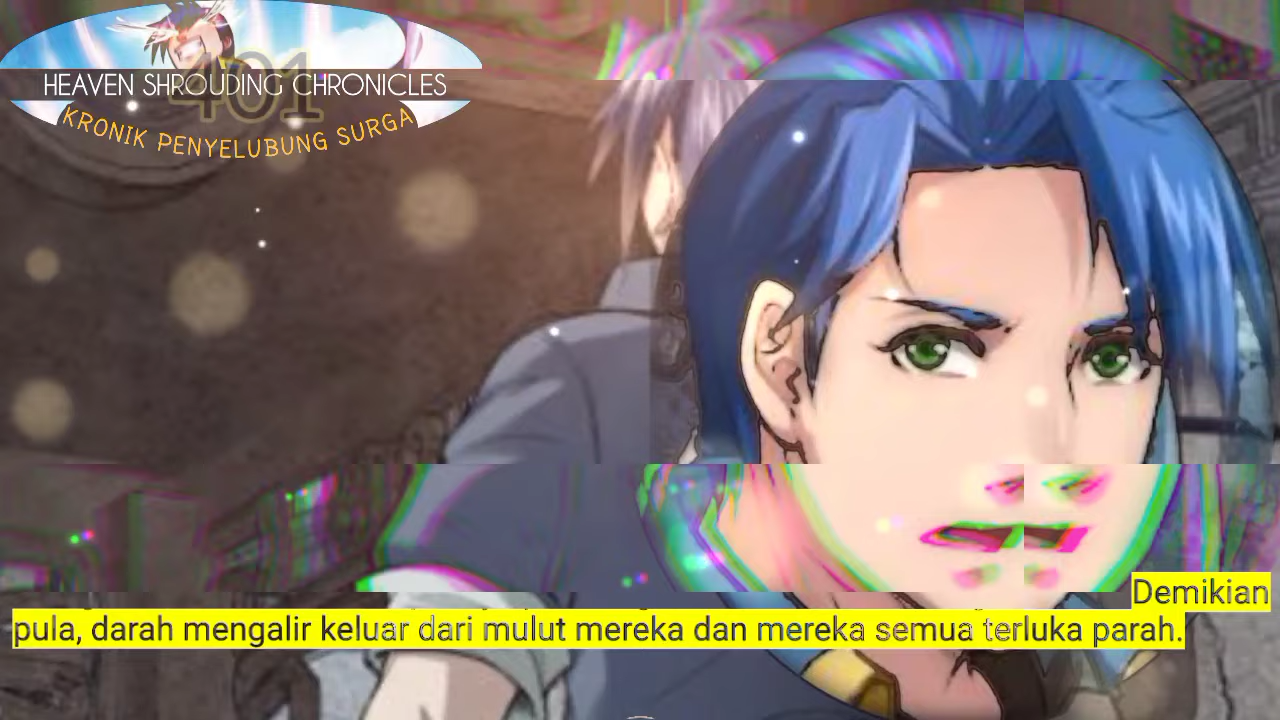 401
HEAVEN SHROUDING CHRONICLES
KRONIK PENYELUBUNG SURGA
Demikian
pula, darah mengalir keluar dari mulut mereka dan mereka semua terluka parah.